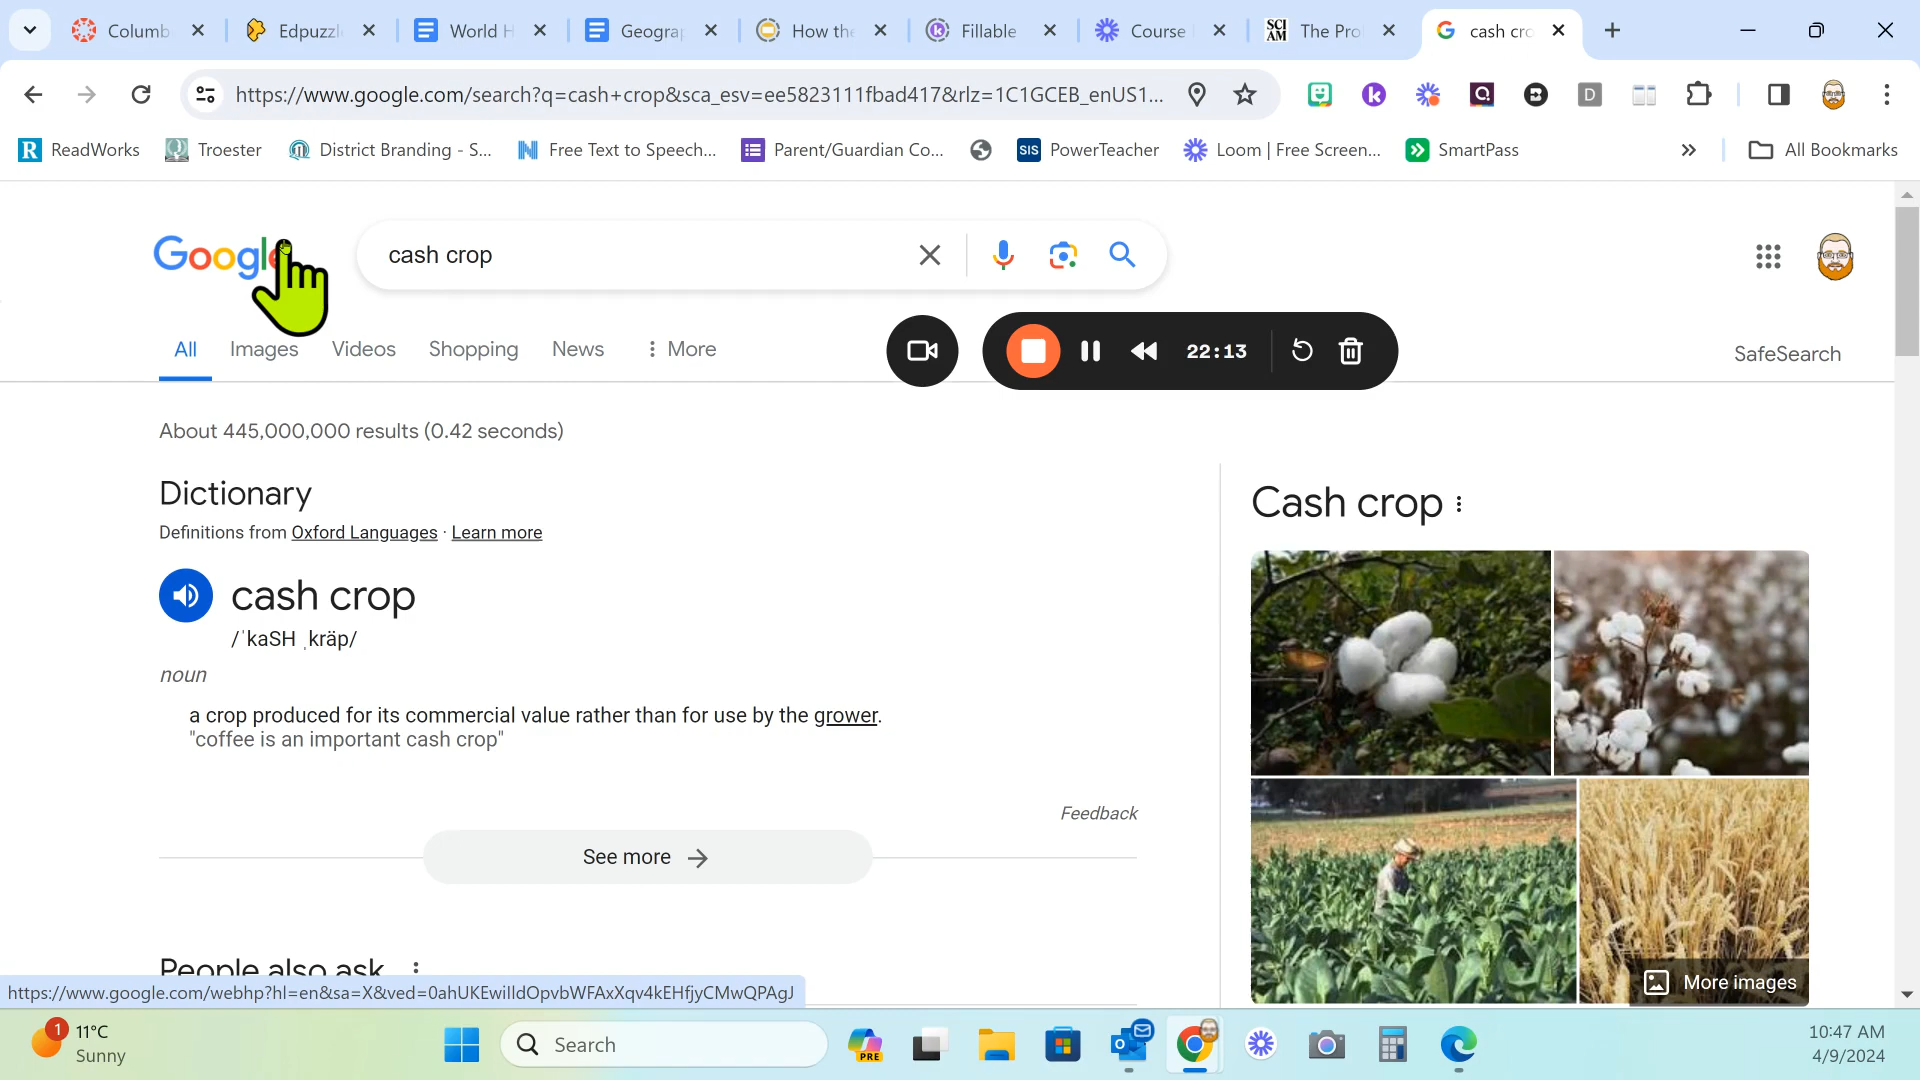 Columb
Edpuzzl
World H
Geogra
How the
Fillable
Course
SCI AM
The Pro
cash cro
https://www.google.com/search?q=cash+crop&sca_esv=ee5823111fbad417&rlz=1C1GCEB_enUS1...
R ReadWorks
Troester
District Branding - S...
Free Text to Speech...
Parent/Guardian Co...
SIS PowerTeacher
Loom | Free Screen...
SmartPass
All Bookmarks
Google
cash crop
All
Images
Videos
Shopping
News
More
22:13
SafeSearch
About 445,000,000 results (0.42 seconds)
Dictionary
Definitions from Oxford Languages · Learn more
cash crop
/ˈkaSH ˌkräp/
noun
a crop produced for its commercial value rather than for use by the grower.
"coffee is an important cash crop"
Feedback
See more
Cash crop
More images
People also ask
https://www.google.com/webhp?hl=en&sa=X&ved=0ahUKEwilldOpvbWFAxXqv4kEHfjyCMwQPAgJ
1
11°C
Sunny
Search
PRE
10:47 AM
4/9/2024